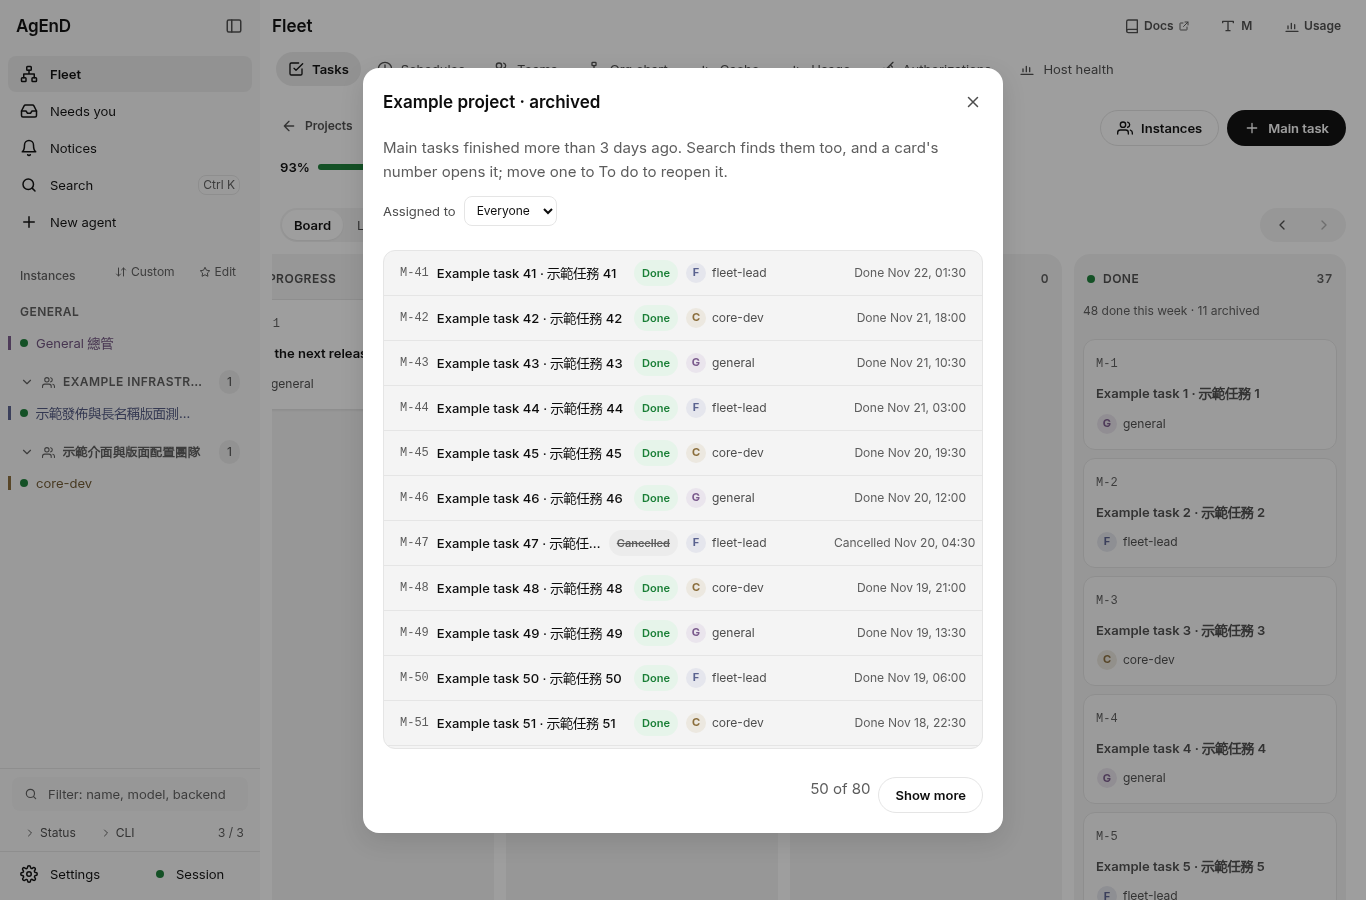 AgEnD
Fleet
Needs you
Notices
Search
Ctrl K
New agent
Instances
Custom
Edit
GENERAL
General 總管
EXAMPLE INFRASTR...
1
示範發佈與長名稱版面測...
示範介面與版面配置團隊
1
core-dev
Filter: name, model, backend
Status
CLI
3 / 3
Settings
Session
Fleet
Docs
M
Usage
Tasks
Host health
Projects
Instances
Main task
93%
Board
PROGRESS
1
the next releas
general
0
DONE
37
48 done this week · 11 archived
M-1
Example task 1 · 示範任務 1
G general
M-2
Example task 2 · 示範任務 2
F fleet-lead
M-3
Example task 3 · 示範任務 3
C core-dev
M-4
Example task 4 · 示範任務 4
G general
M-5
Example task 5 · 示範任務 5
F fleet-lead
Example project · archived
Main tasks finished more than 3 days ago. Search finds them too, and a card's
number opens it; move one to To do to reopen it.
Assigned to Everyone
M-41 Example task 41 · 示範任務 41 Done F fleet-lead Done Nov 22, 01:30
M-42 Example task 42 · 示範任務 42 Done C core-dev Done Nov 21, 18:00
M-43 Example task 43 · 示範任務 43 Done G general Done Nov 21, 10:30
M-44 Example task 44 · 示範任務 44 Done F fleet-lead Done Nov 21, 03:00
M-45 Example task 45 · 示範任務 45 Done C core-dev Done Nov 20, 19:30
M-46 Example task 46 · 示範任務 46 Done G general Done Nov 20, 12:00
M-47 Example task 47 · 示範任... Cancelled F fleet-lead Cancelled Nov 20, 04:30
M-48 Example task 48 · 示範任務 48 Done C core-dev Done Nov 19, 21:00
M-49 Example task 49 · 示範任務 49 Done G general Done Nov 19, 13:30
M-50 Example task 50 · 示範任務 50 Done F fleet-lead Done Nov 19, 06:00
M-51 Example task 51 · 示範任務 51 Done C core-dev Done Nov 18, 22:30
50 of 80
Show more